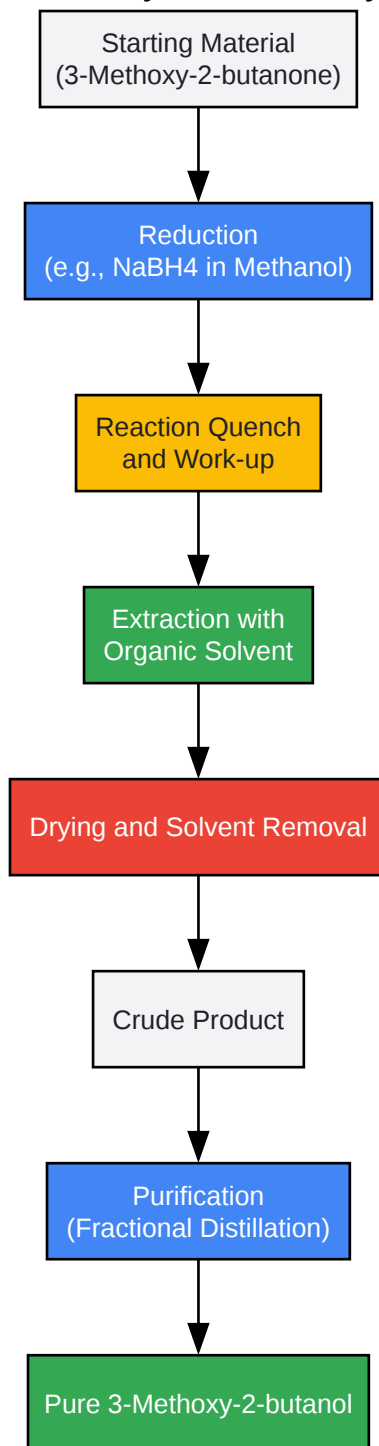 Starting Material
(3-Methoxy-2-butanone)
Reduction
(e.g., NaBH4 in Methanol)
Reaction Quench
and Work-up
Extraction with
Organic Solvent
Drying and Solvent Removal
Crude Product
Purification
(Fractional Distillation)
Pure 3-Methoxy-2-butanol